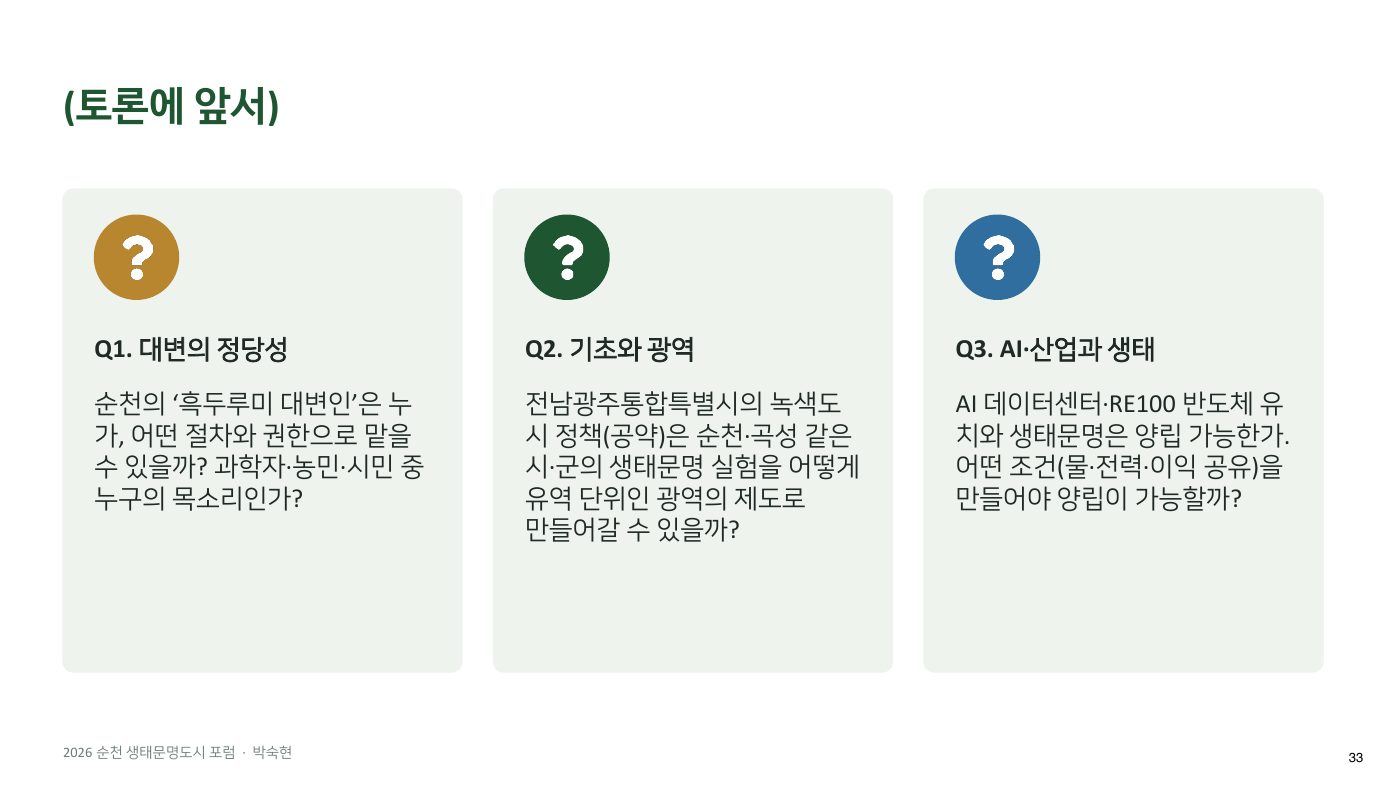 (토론에 앞서)
Q1. 대변의 정당성
순천의 ‘흑두루미 대변인’은 누
가, 어떤 절차와 권한으로 맡을
수 있을까? 과학자·농민·시민 중
누구의 목소리인가?
Q2. 기초와 광역
전남광주통합특별시의 녹색도
시 정책(공약)은 순천·곡성 같은
시·군의 생태문명 실험을 어떻게
유역 단위인 광역의 제도로
만들어갈 수 있을까?
Q3. AI·산업과 생태
AI 데이터센터·RE100 반도체 유
치와 생태문명은 양립 가능한가.
어떤 조건(물·전력·이익 공유)을
만들어야 양립이 가능할까?
2026 순천 생태문명도시 포럼 · 박숙현
33